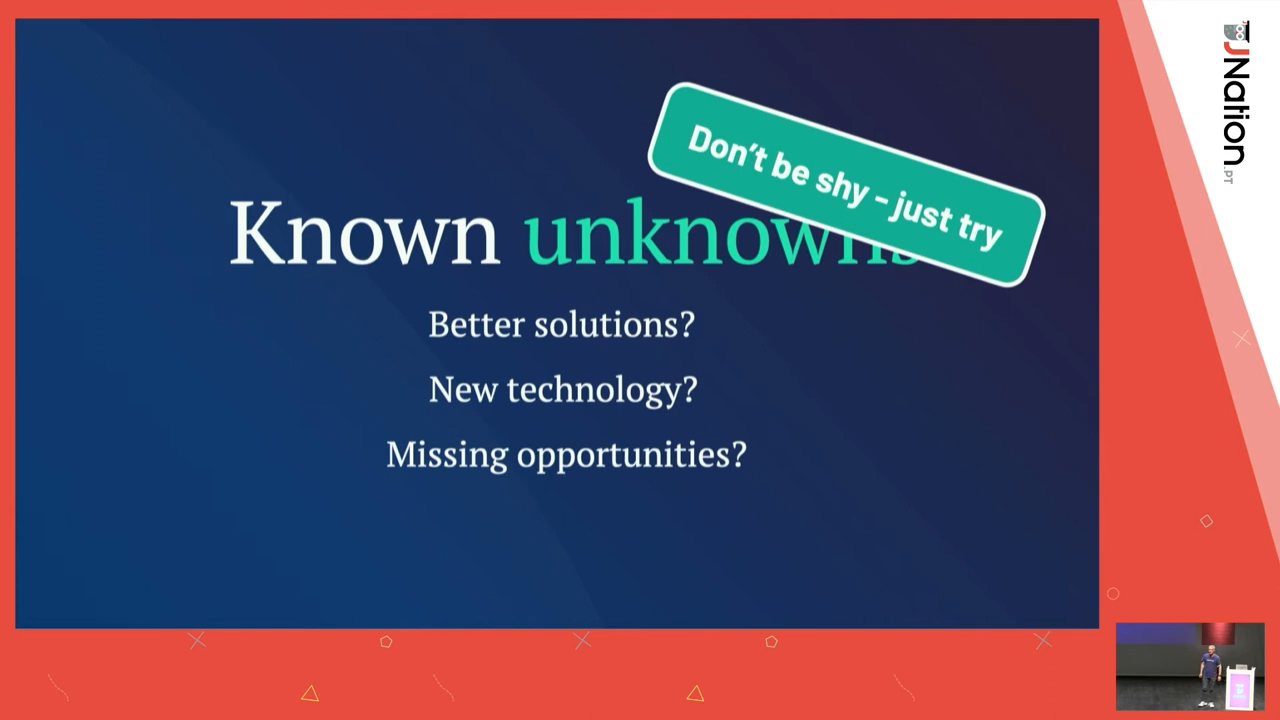 Don't be shy - just try
Known unknowns
Better solutions?
New technology?
Missing opportunities?
JNation
.PT